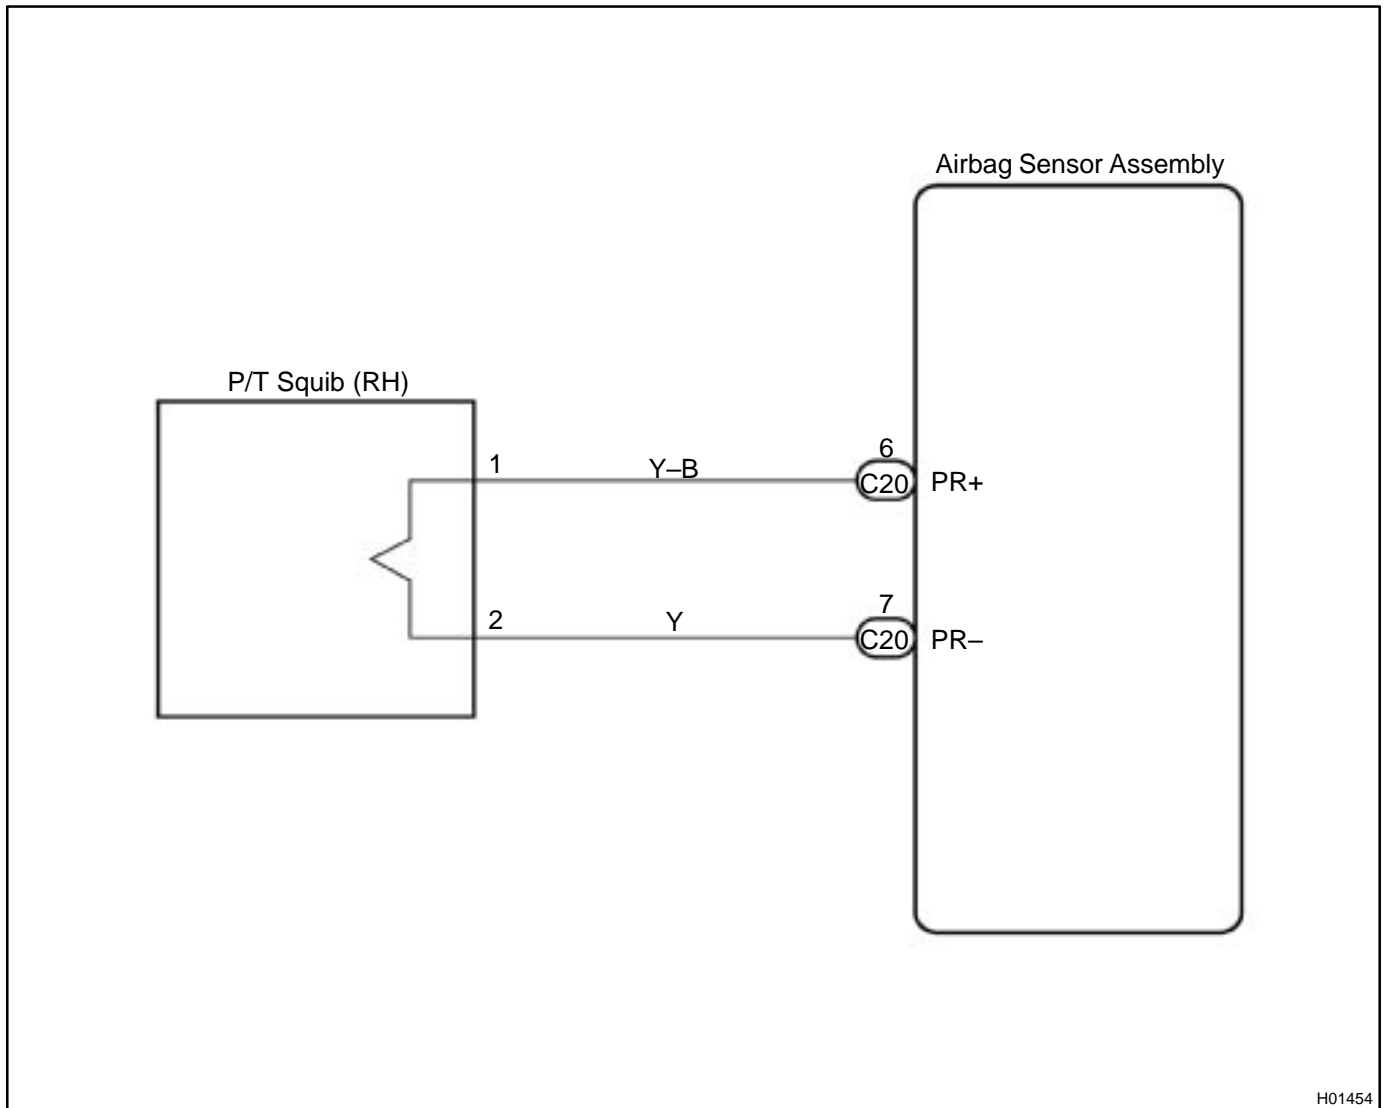 Airbag Sensor Assembly
P/T Squib (RH)
1
Y–B
6
C20
PR+
2
Y
7
C20
PR–
H01454